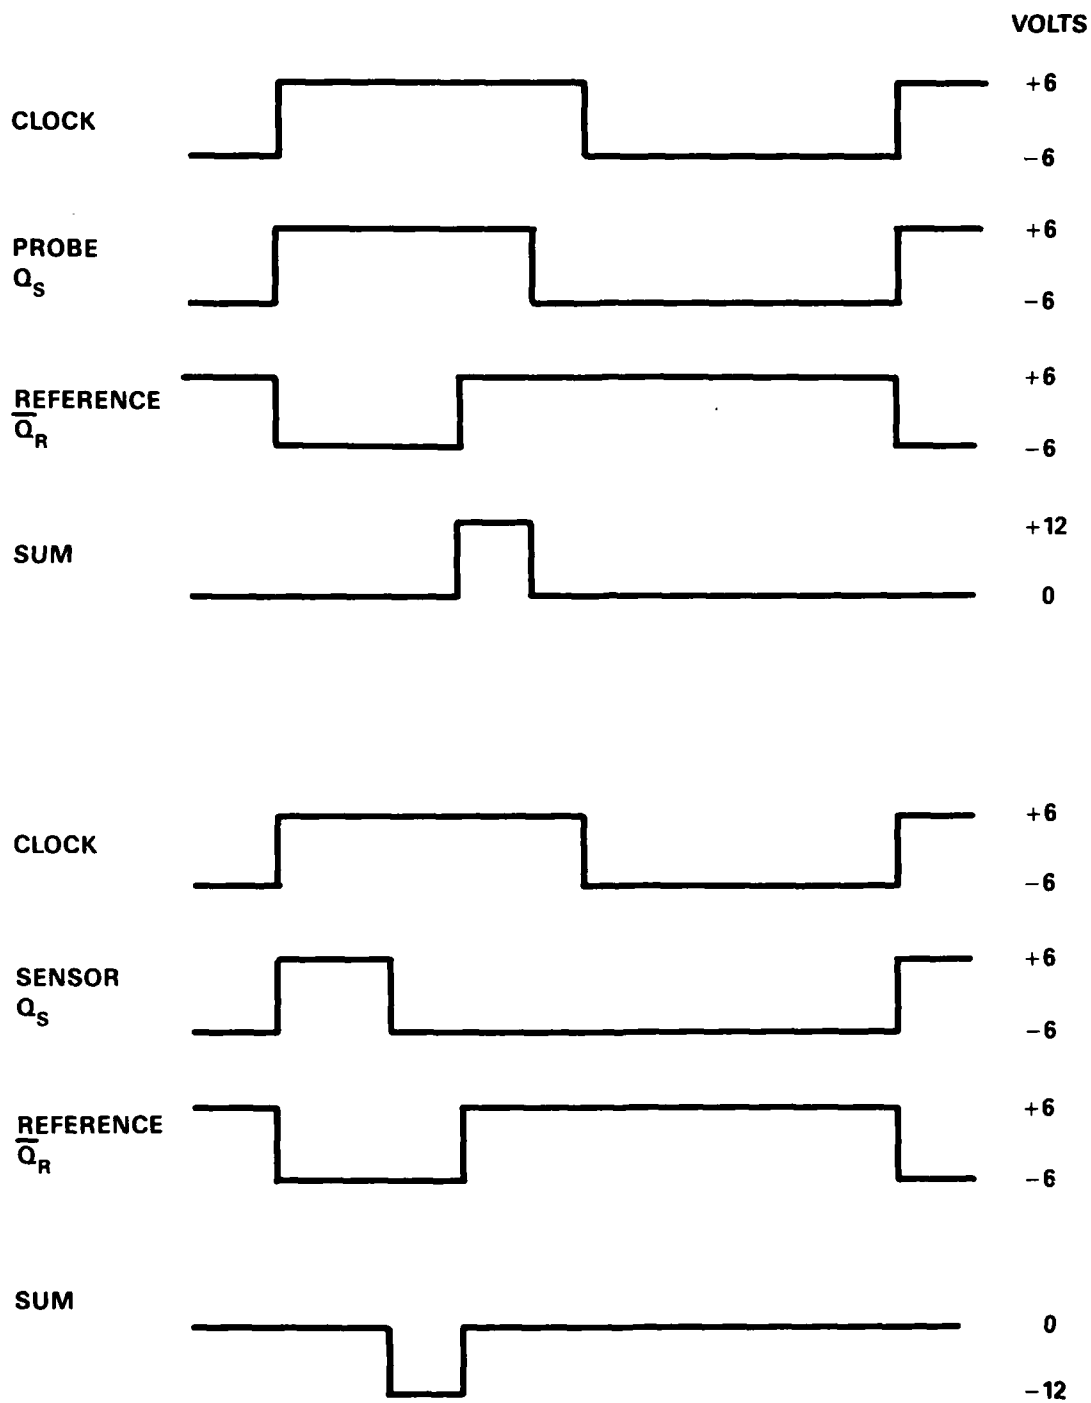 VOLTS
CLOCK
+6
−6
PROBE
QS
+6
−6
REFERENCE
Q̅R
+6
−6
SUM
+12
0
CLOCK
+6
−6
SENSOR
QS
+6
−6
REFERENCE
Q̅R
+6
−6
SUM
0
−12